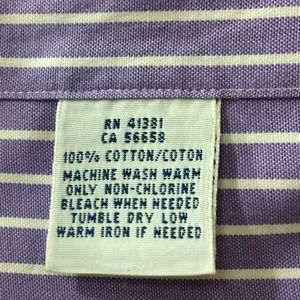 RN 41381
CA 56658
100% COTTON/COTON
MACHINE WASH WARM
ONLY NON-CHLORINE
BLEACH WHEN NEEDED
TUMBLE DRY LOW
WARM IRON IF NEEDED